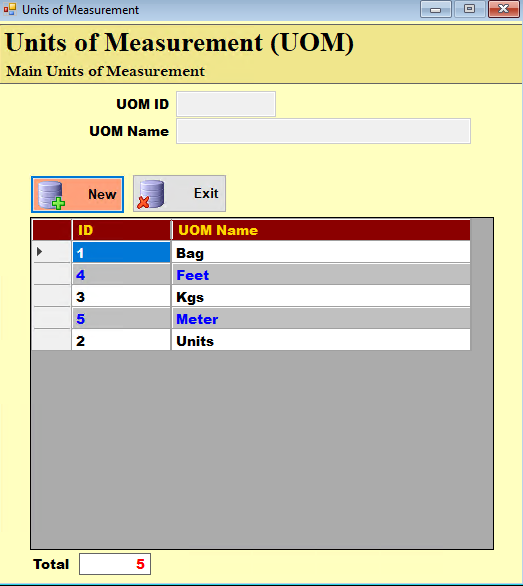 Units of Measurement
Units of Measurement (UOM)
Main Units of Measurement
UOM ID
UOM Name
New Exit
ID UOM Name
1 Bag
4 Feet
3 Kgs
5 Meter
2 Units
Total 5